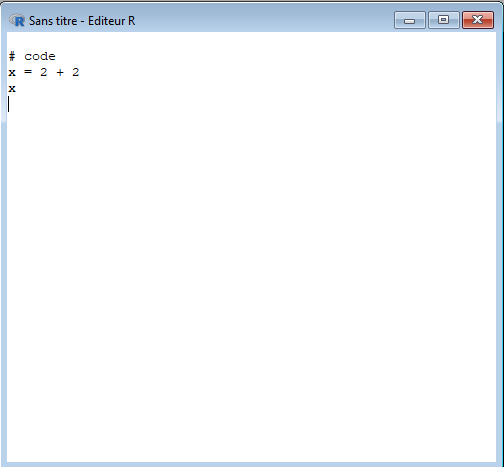 Sans titre - Editeur R
# code
x = 2 + 2
x